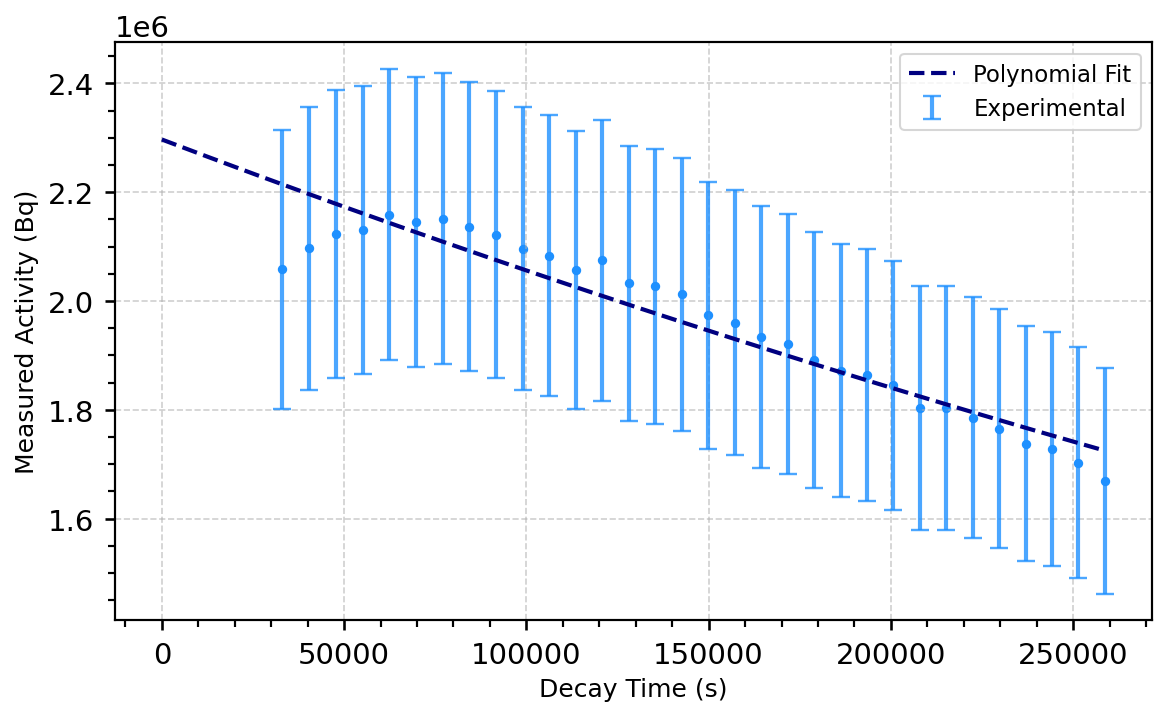 1e6
2.4
2.2
2.0
1.8
1.6
Measured Activity (Bq)
Polynomial Fit
Experimental
0
50000
100000
150000
200000
250000
Decay Time (s)